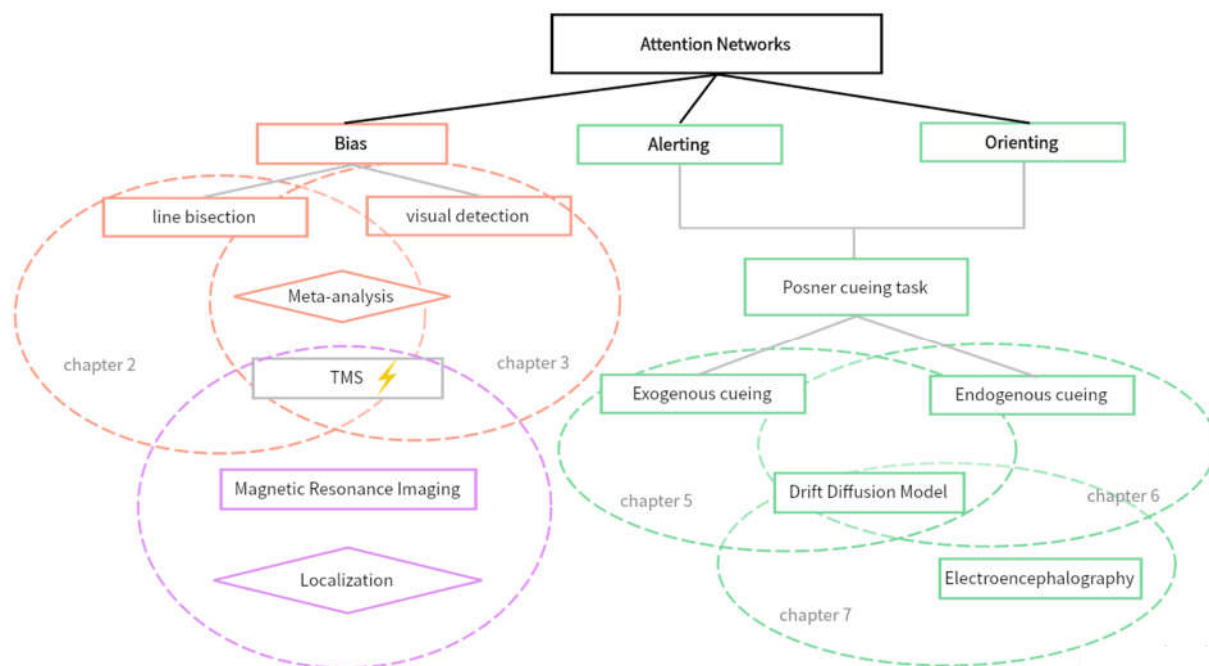 Attention Networks
Bias
Alerting
Orienting
line bisection
visual detection
Meta-analysis
Posner cueing task
chapter 2
TMS
chapter 3
Exogenous cueing
Endogenous cueing
Magnetic Resonance Imaging
chapter 5
Drift Diffusion Model
chapter 6
Localization
Electroencephalography
chapter 7